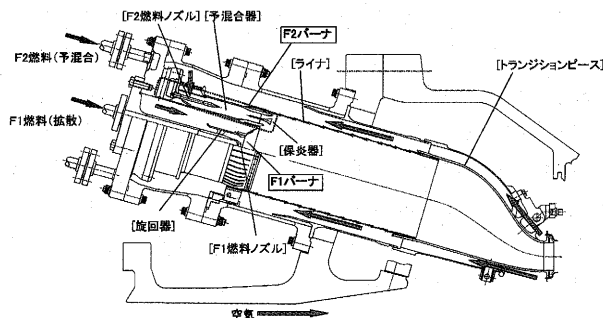 [F2燃料ノズル] [予混合器]
F2バーナ
F2燃料(予混合)
[ライナ]
[トランジションピース]
F1燃料(拡散)
[保炎器]
F1バーナ
[旋回器]
[F1燃料ノズル]
空気